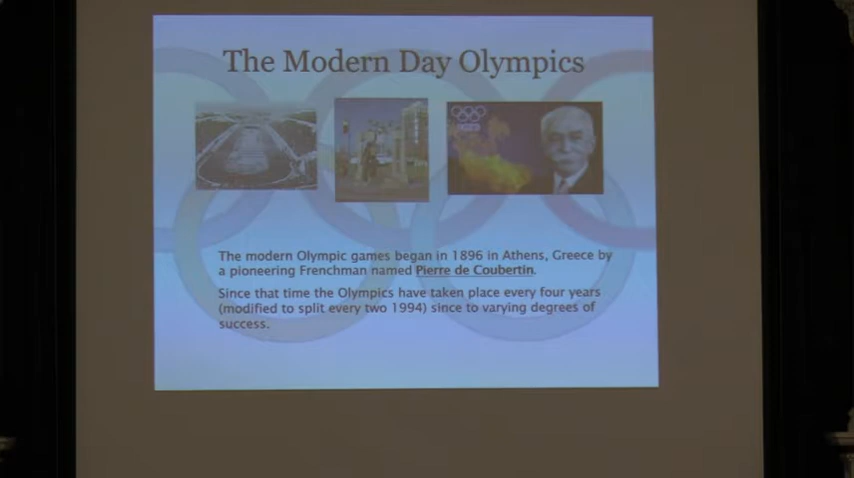 The Modern Day Olympics
The modern Olympic games began in 1896 in Athens, Greece by
a pioneering Frenchman named Pierre de Coubertin.
Since that time the Olympics have taken place every four years
(modified to split every two 1994) since to varying degrees of
success.